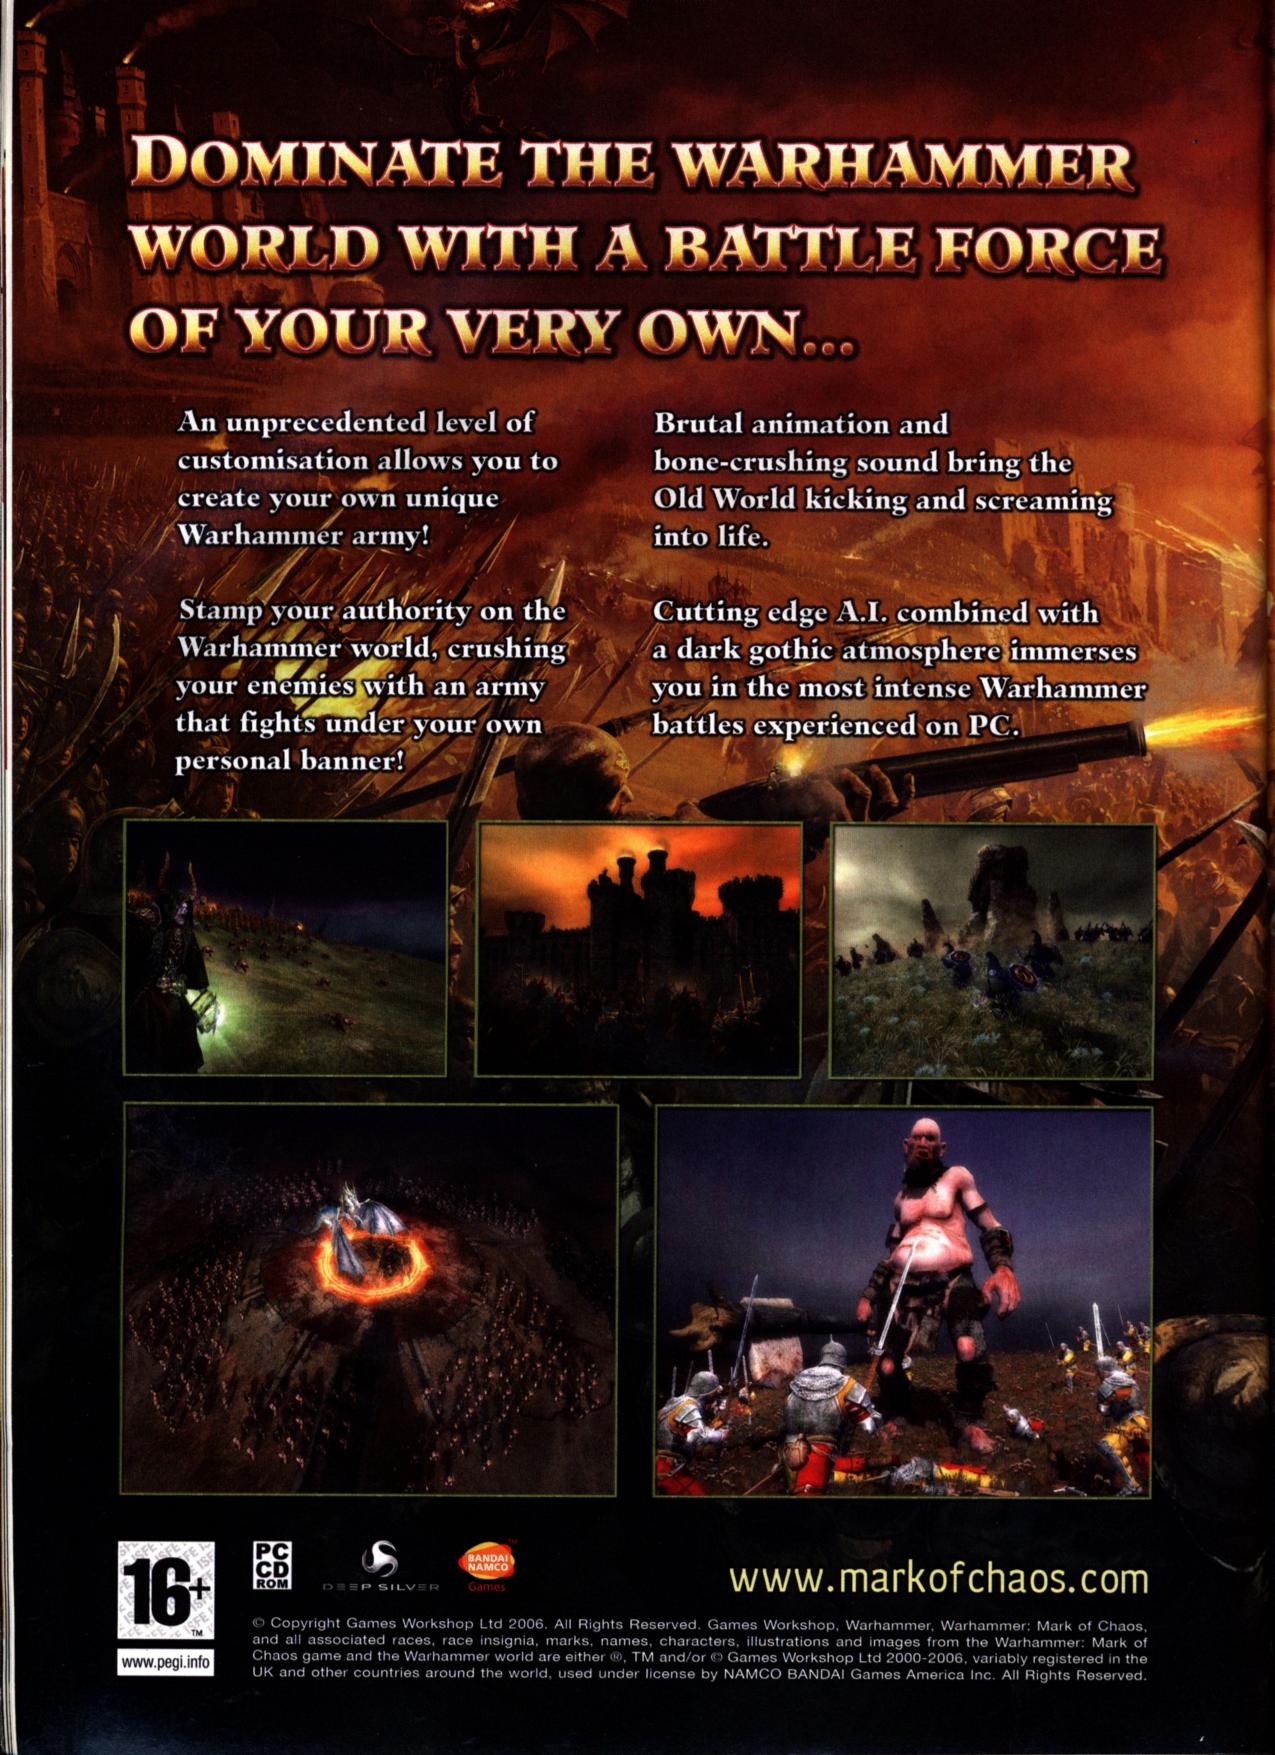 DOMINATE THE WARHAMMER
WORLD WITH A BATTLE FORCE
OF YOUR VERY OWN...
An unprecedented level of
customisation allows you to
create your own unique
Warhammer army!
Stamp your authority on the
Warhammer world, crushing
your enemies with an army
that fights under your own
personal banner!
Brutal animation and
bone-crushing sound bring the
Old World kicking and screaming
into life.
Cutting edge A.I. combined with
a dark gothic atmosphere immerses
you in the most intense Warhammer
battles experienced on PC.
16+
TM
www.pegi.info
PC
CD
ROM
DEEP SILVER
BANDAI
NAMCO
Games
www.markofchaos.com
© Copyright Games Workshop Ltd 2006. All Rights Reserved. Games Workshop, Warhammer, Warhammer: Mark of Chaos,
and all associated races, race insignia, marks, names, characters, illustrations and images from the Warhammer: Mark of
Chaos game and the Warhammer world are either ®, TM and/or © Games Workshop Ltd 2000-2006, variably registered in the
UK and other countries around the world, used under license by NAMCO BANDAI Games America Inc. All Rights Reserved.